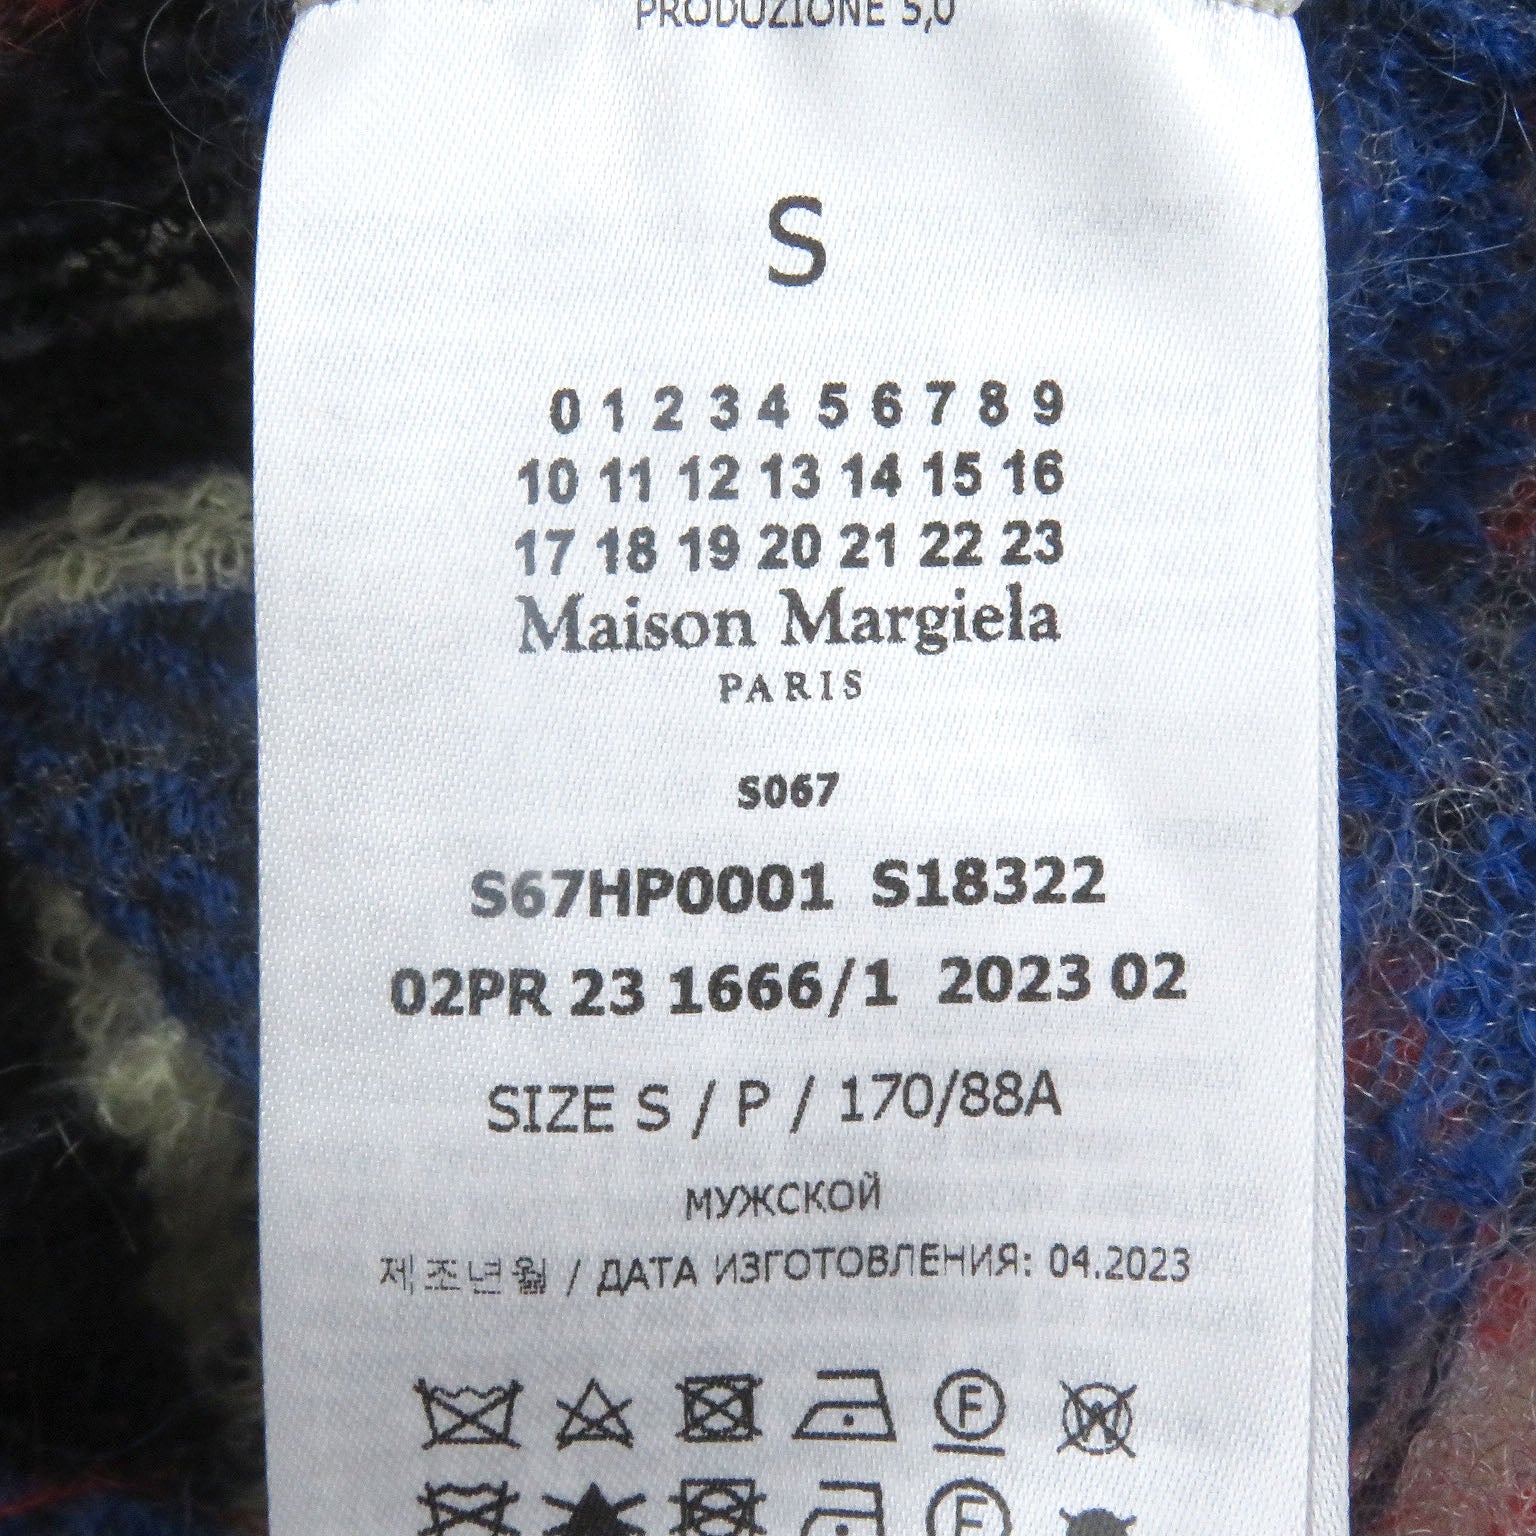 PRODUZIONE S,U
S
0 1 2 3 4 5 6 7 8 9
10 11 12 13 14 15 16
17 18 19 20 21 22 23
Maison Margiela
PARIS
S067
S67HP0001 S18322
02PR 23 1666/1 2023 02
SIZE S / P / 170/88A
МУЖСКОЙ
제조년월 / ДАТА ИЗГОТОВЛЕНИЯ: 04.2023
F W
F